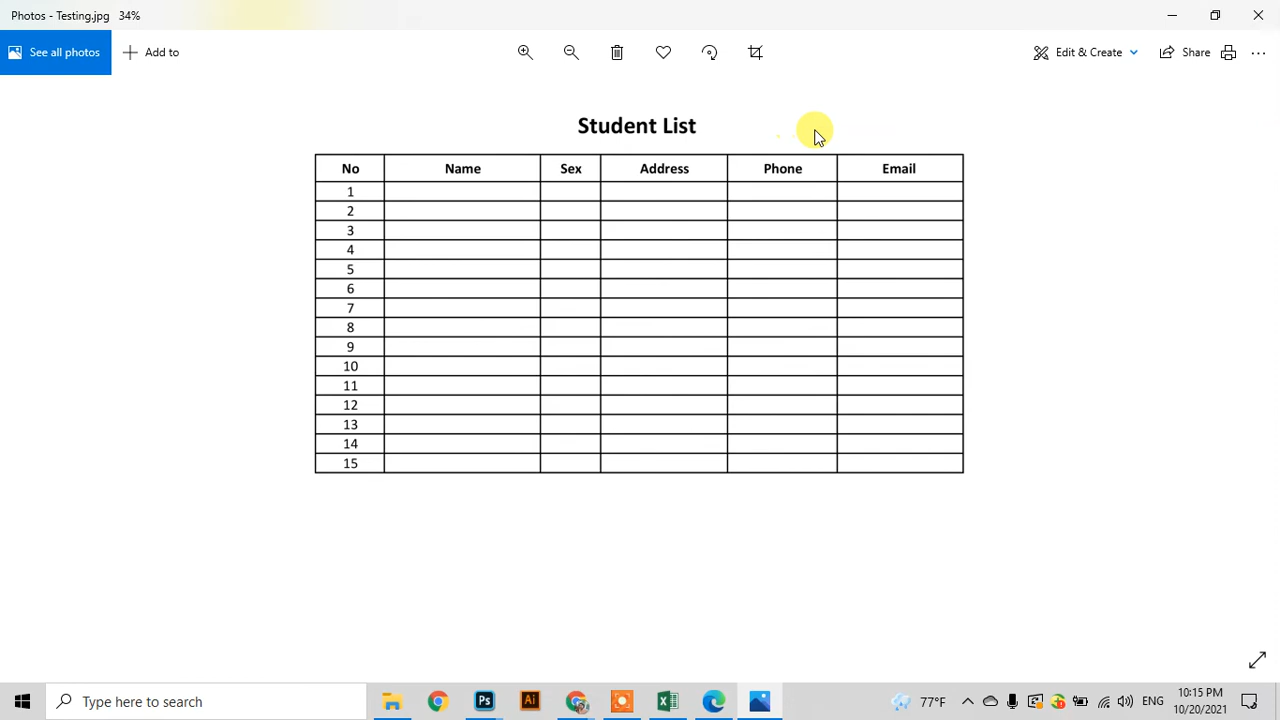 Photos - Testing.jpg 34%
See all photos
Add to
Edit & Create
Share
Student List
No Name Sex Address Phone Email
1
2
3
4
5
6
7
8
9
10
11
12
13
14
15
Type here to search
Ps
Ai
77°F
ENG
10:15 PM
10/20/2021